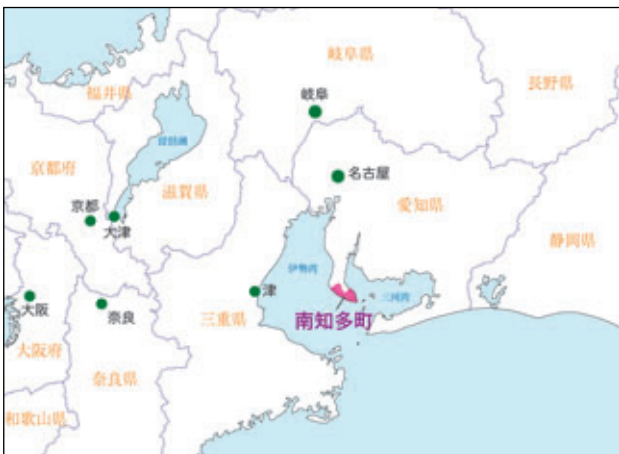 岐阜県
長野県
福井県
岐阜
琵琶湖
京都府
滋賀県
名古屋
愛知県
京都
大津
静岡県
伊勢湾
津
三河湾
大阪
奈良
三重県
南知多町
大阪府
奈良県
和歌山県